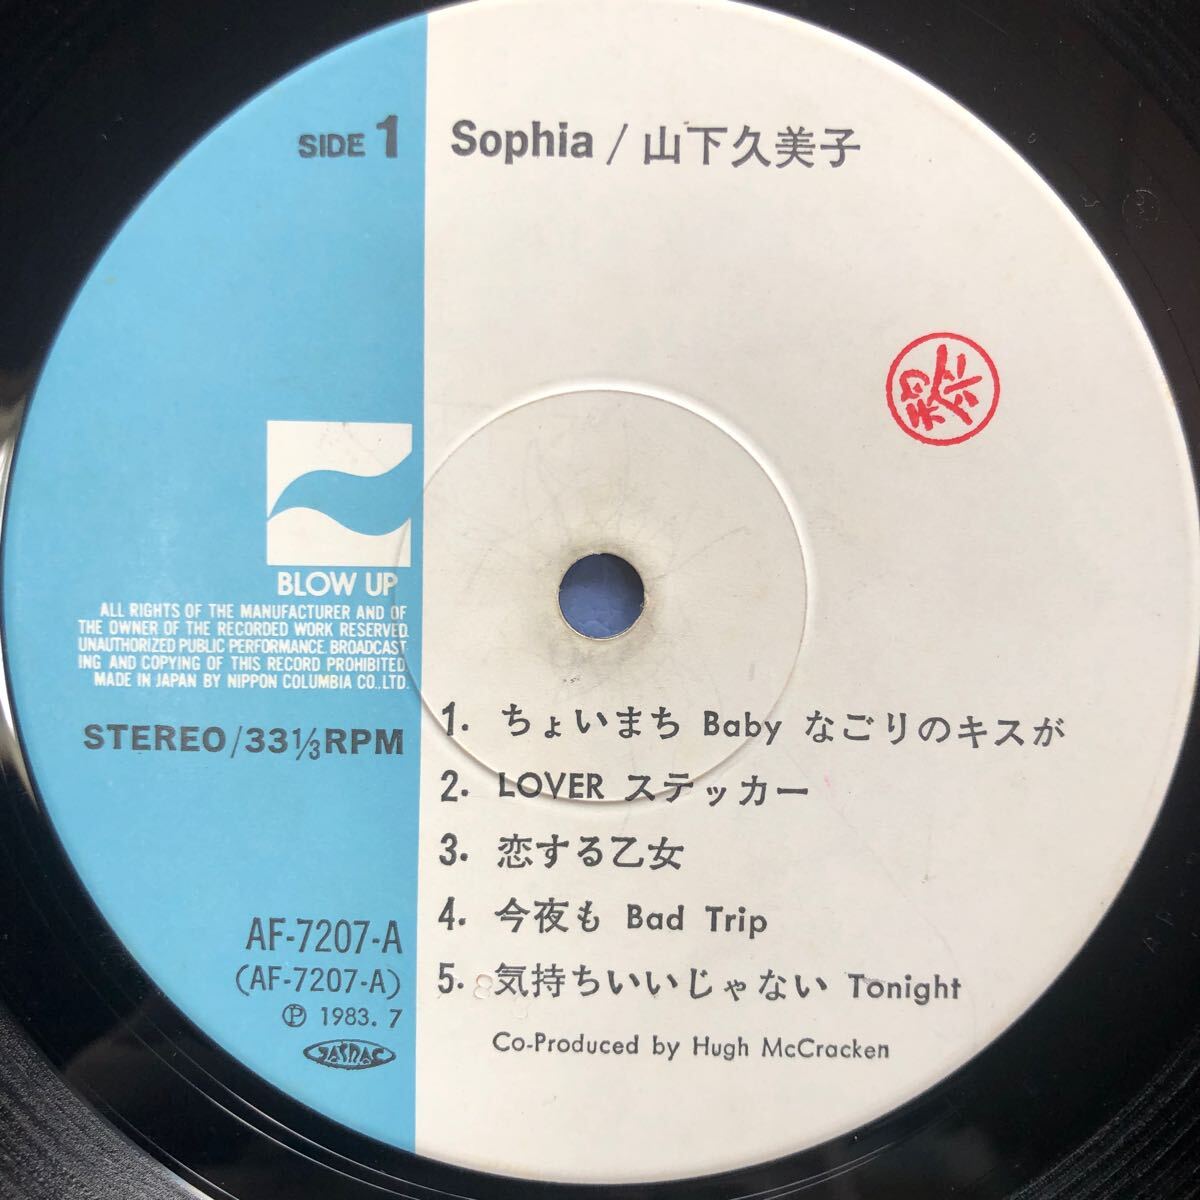 SIDE 1
Sophia / 山下久美子
BLOW UP
ALL RIGHTS OF THE MANUFACTURER AND OF
THE OWNER OF THE RECORDED WORK RESERVED.
UNAUTHORIZED PUBLIC PERFORMANCE. BROADCAST-
ING AND COPYING OF THIS RECORD PROHIBITED.
MADE IN JAPAN BY NIPPON COLUMBIA CO., LTD.
STEREO/33 1/3 RPM
AF-7207-A
(AF-7207-A)
Ⓟ 1983. 7
JASRAC
1. ちょいまち Baby なごりのキスが
2. LOVER ステッカー
3. 恋する乙女
4. 今夜も Bad Trip
5. 気持ちいいじゃない Tonight
Co-Produced by Hugh McCracken